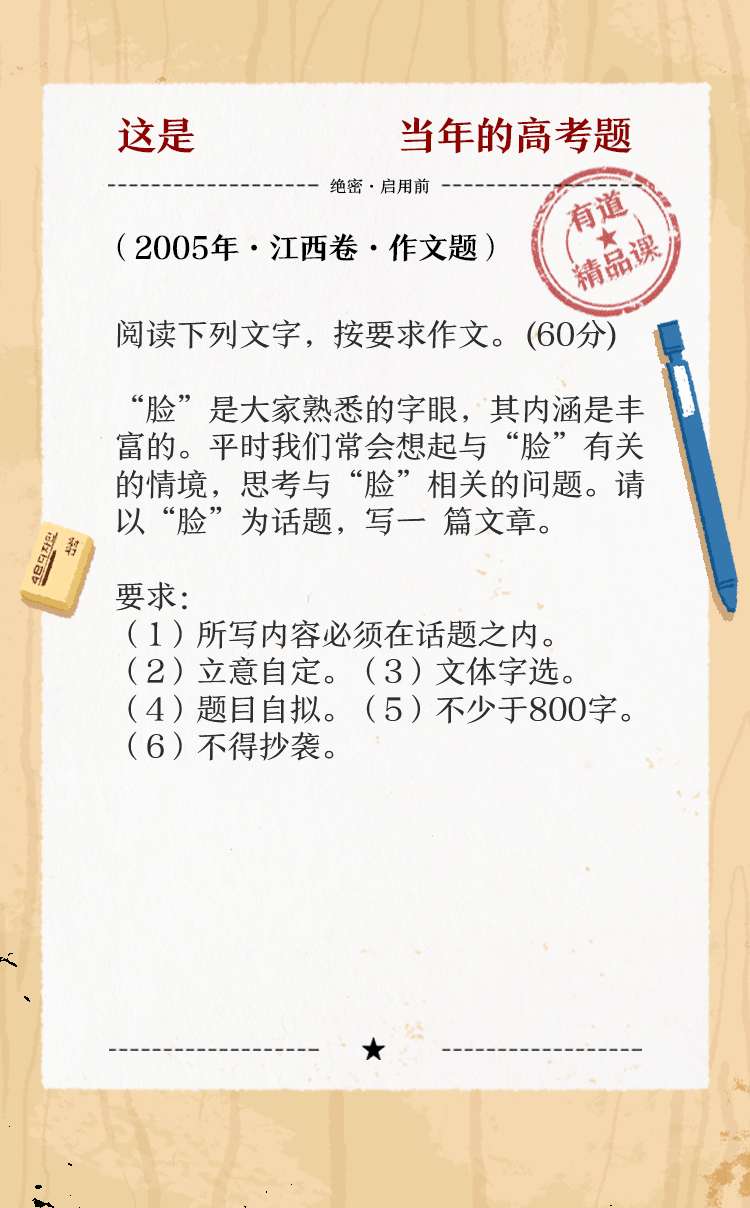 这是 当年的高考题
绝密·启用前
有道
精品课
（2005年·江西卷·作文题）
阅读下列文字，按要求作文。(60分)
“脸”是大家熟悉的字眼，其内涵是丰
富的。平时我们常会想起与“脸”有关
的情境，思考与“脸”相关的问题。请
以“脸”为话题，写一 篇文章。
要求：
（1）所写内容必须在话题之内。
（2）立意自定。（3）文体字选。
（4）题目自拟。（5）不少于800字。
（6）不得抄袭。